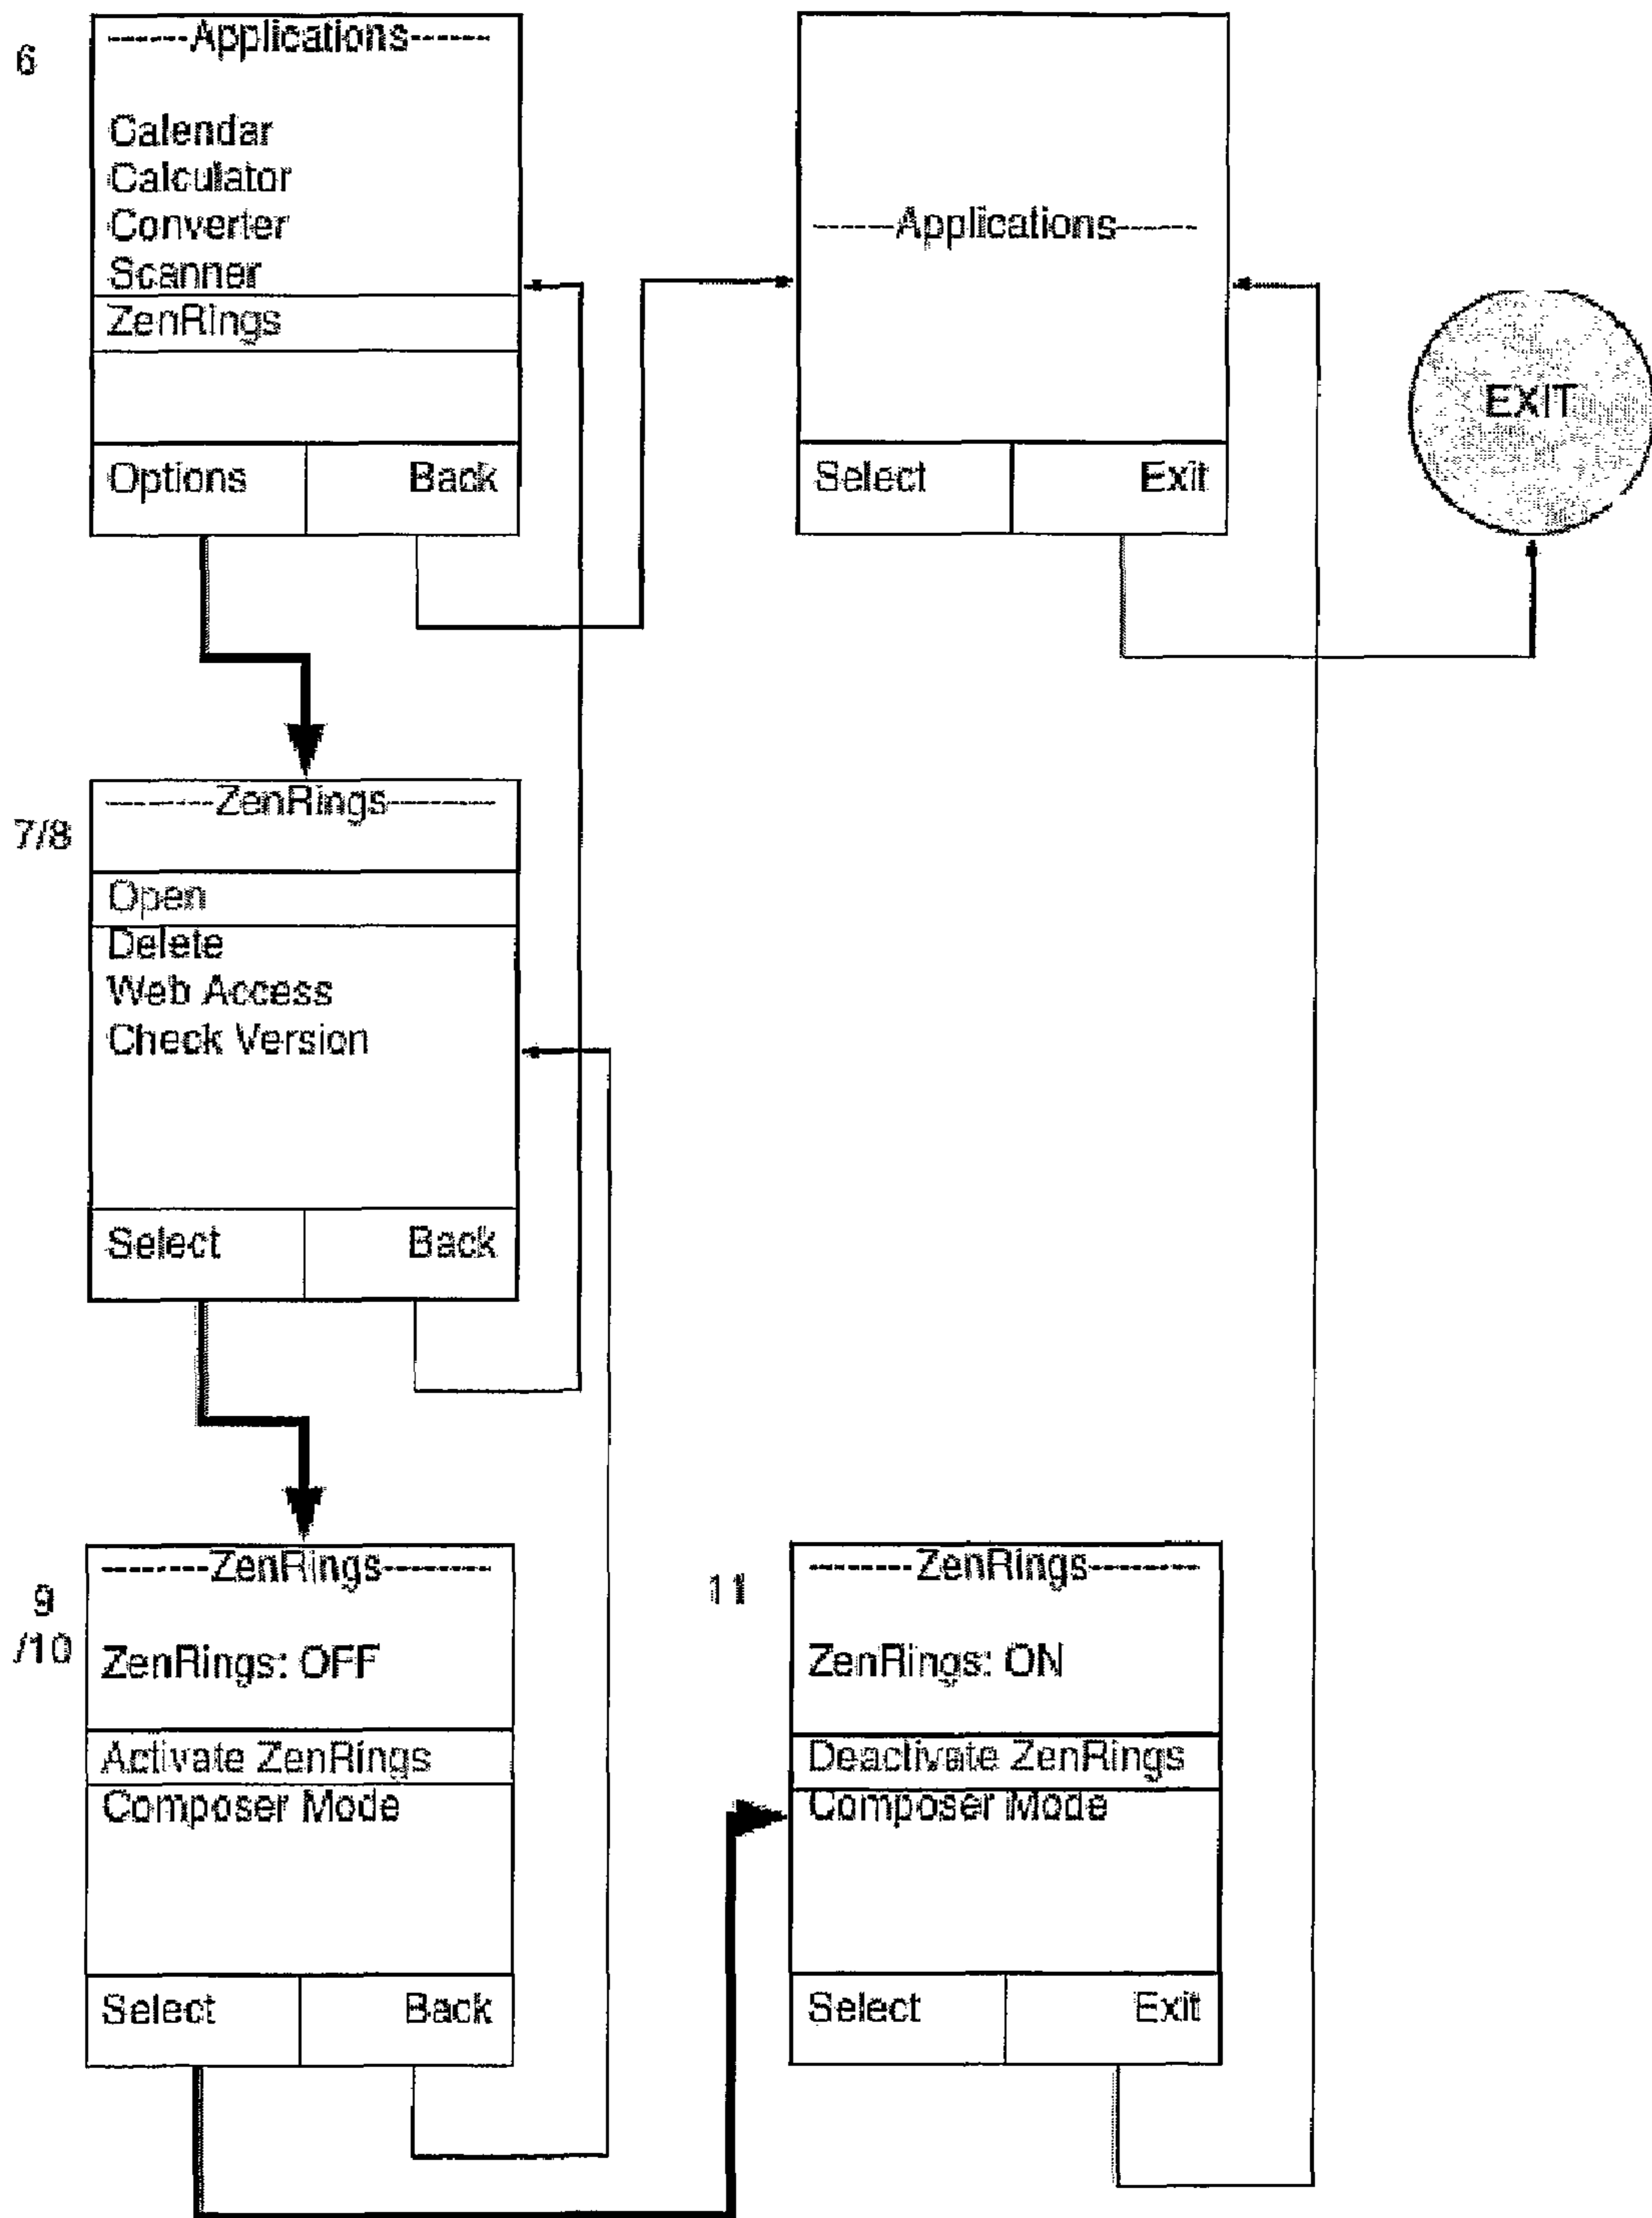 6
------Applications------
Calendar
Calculator
Converter
Scanner
ZenRings
Options Back
------Applications------
Select Exit
EXIT
7/8
-------ZenRings-------
Open
Delete
Web Access
Check Version
Select Back
9
/10
-------ZenRings-------
ZenRings: OFF
Activate ZenRings
Composer Mode
Select Back
11
-------ZenRings-------
ZenRings: ON
Deactivate ZenRings
Composer Mode
Select Exit